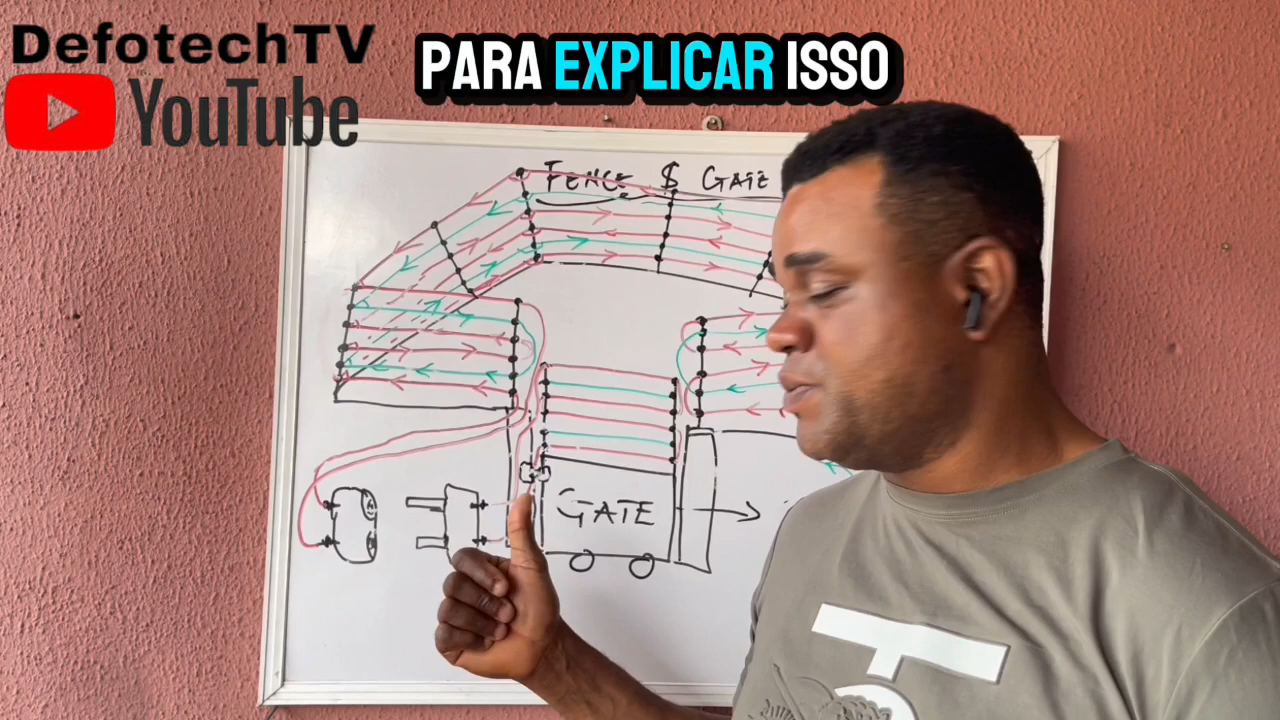 DefotechTV
YouTube
PARA EXPLICAR ISSO
FENCE $ GATE
GATE